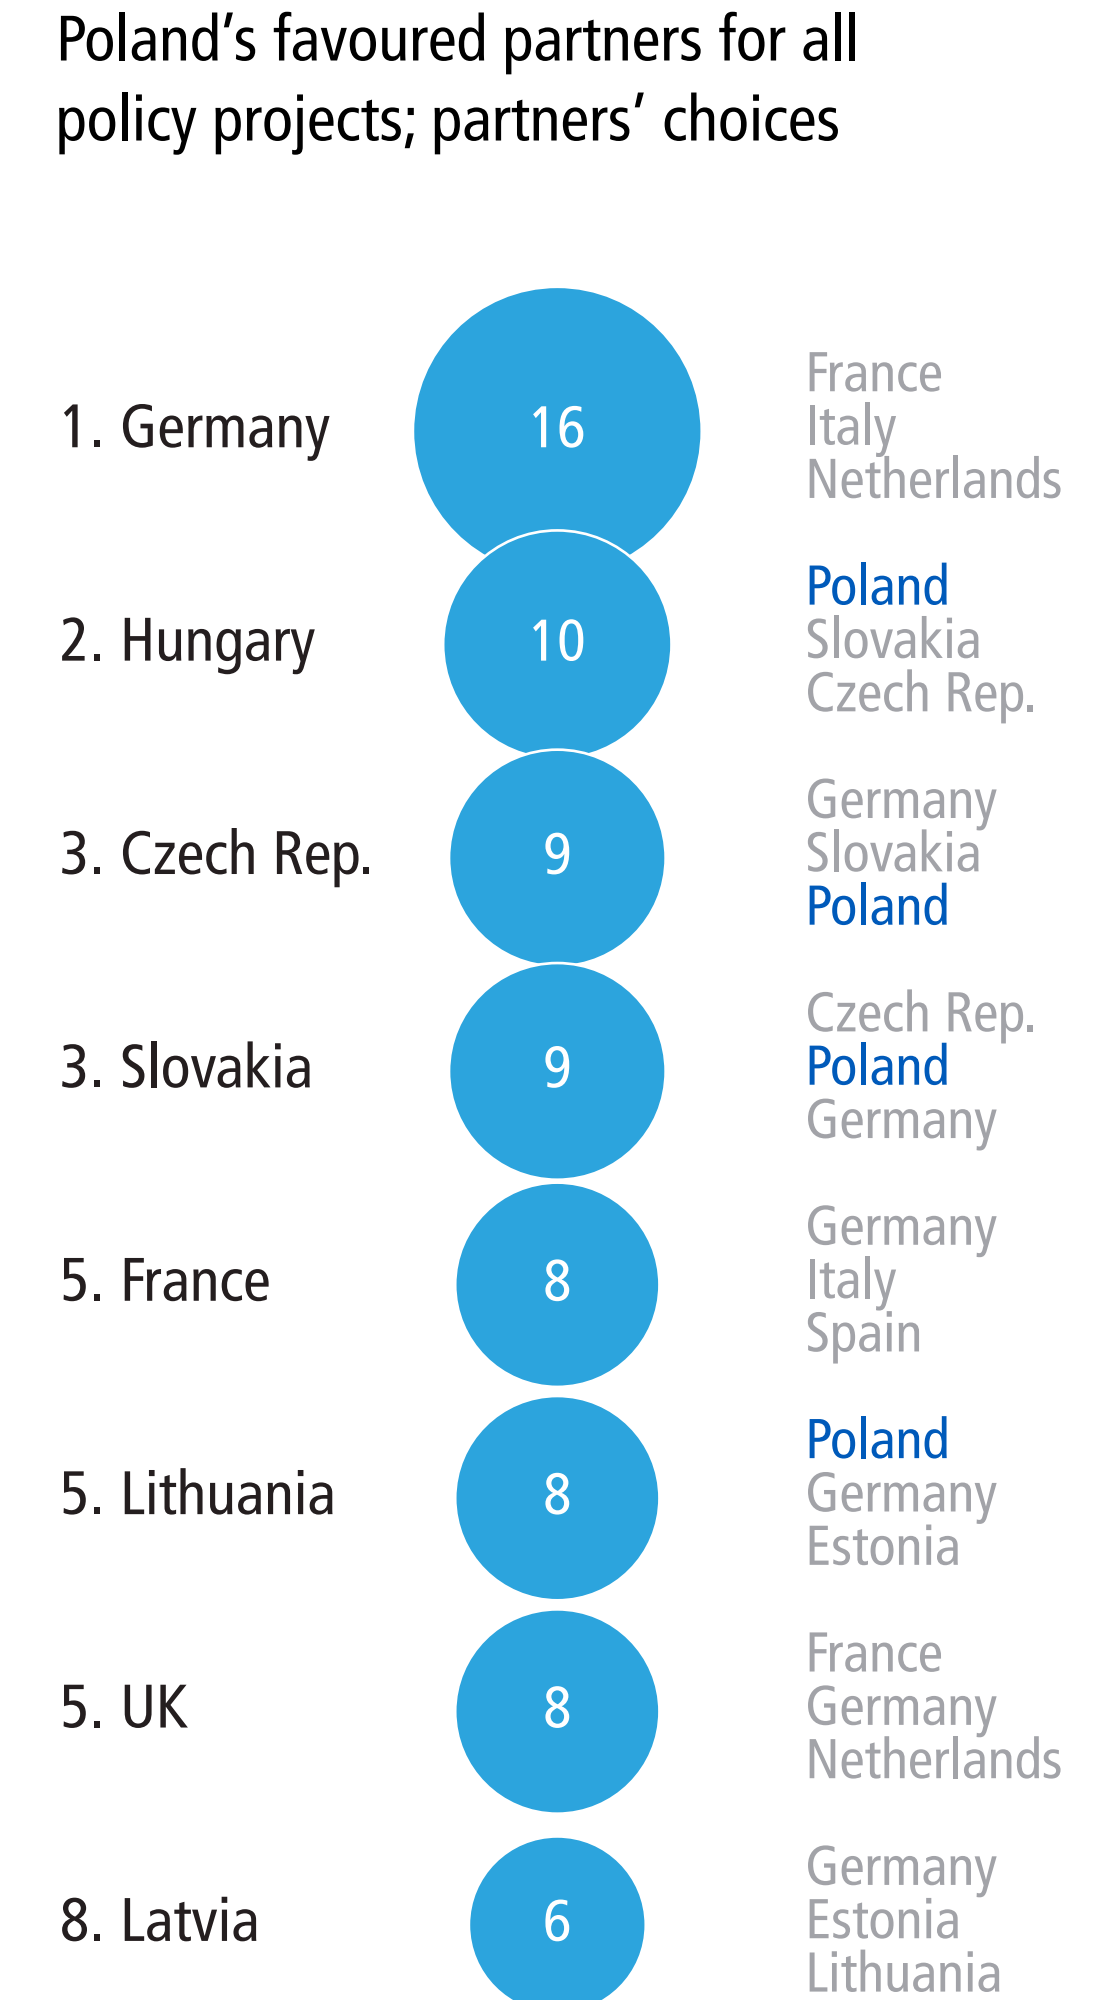 Poland’s favoured partners for all
policy projects; partners’ choices
1. Germany
16
France
Italy
Netherlands
2. Hungary
10
Poland
Slovakia
Czech Rep.
3. Czech Rep.
9
Germany
Slovakia
Poland
3. Slovakia
9
Czech Rep.
Poland
Germany
5. France
8
Germany
Italy
Spain
5. Lithuania
8
Poland
Germany
Estonia
5. UK
8
France
Germany
Netherlands
8. Latvia
6
Germany
Estonia
Lithuania